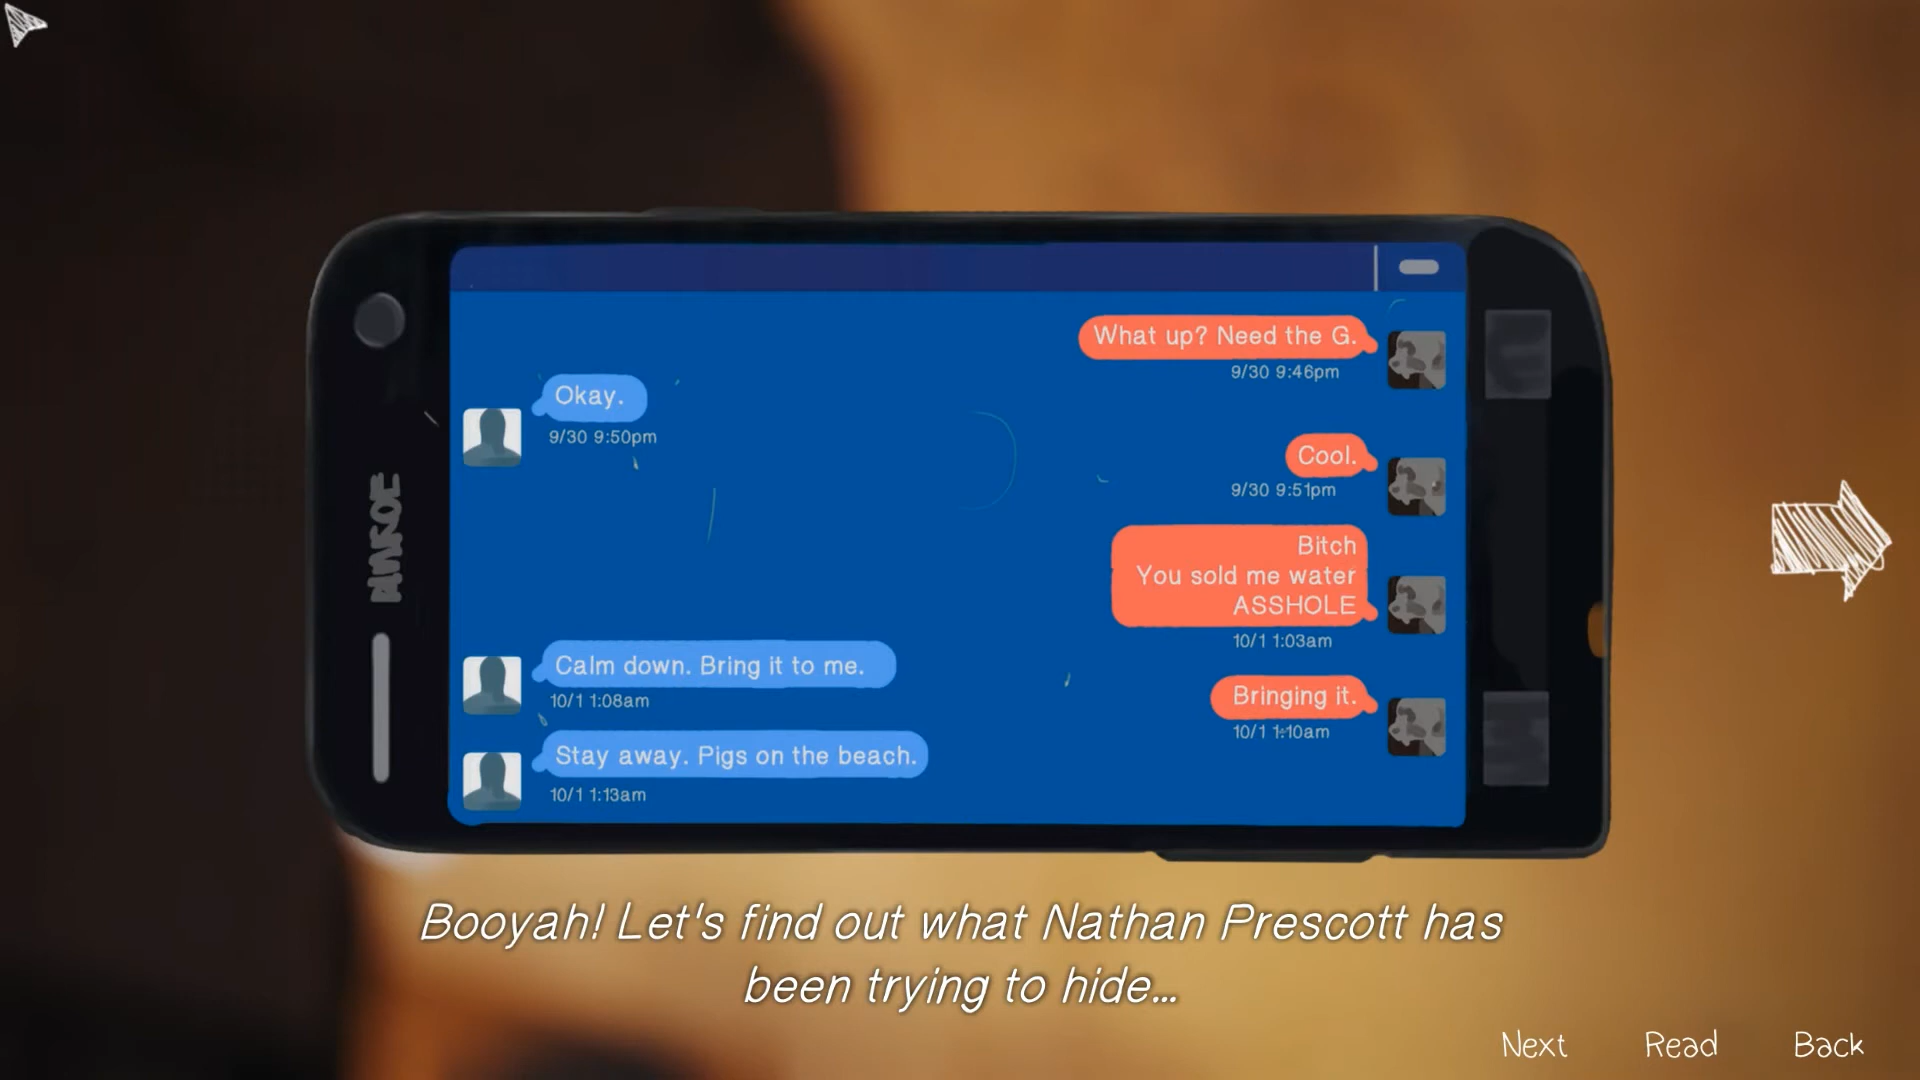 What up? Need the G.
9/30 9:46pm
Okay.
9/30 9:50pm
Cool.
9/30 9:51pm
Bitch
You sold me water
ASSHOLE
10/1 1:03am
Calm down. Bring it to me.
10/1 1:08am
Bringing it.
10/1 1:10am
Stay away. Pigs on the beach.
10/1 1:13am
Booyah! Let's find out what Nathan Prescott has
been trying to hide...
Next Read Back